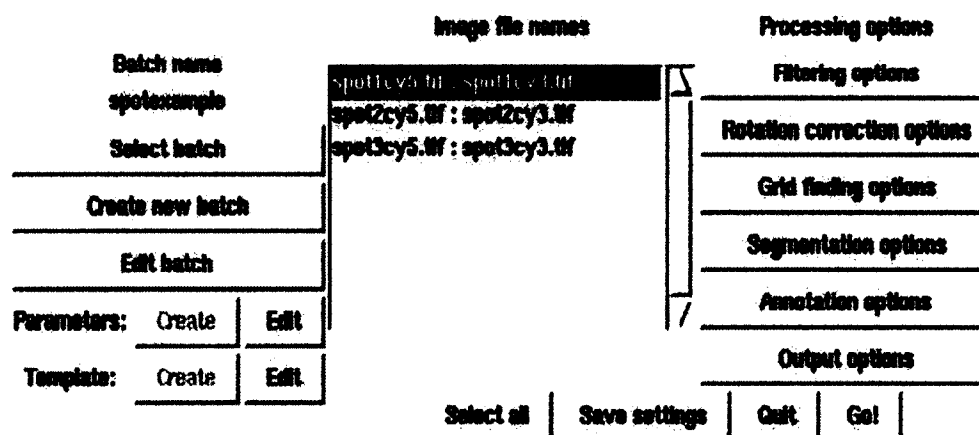 Image file names
Processing options
Batch name
spotexample
Select batch
Create new batch
Edit batch
Parameters: Create Edit
Template: Create Edit
spot1cy5.tif : spot1cy3.tif
spot2cy5.tif : spot2cy3.tif
spot3cy5.tif : spot3cy3.tif
Filtering options
Rotation correction options
Grid finding options
Segmentation options
Annotation options
Output options
Select all Save settings Quit Go!